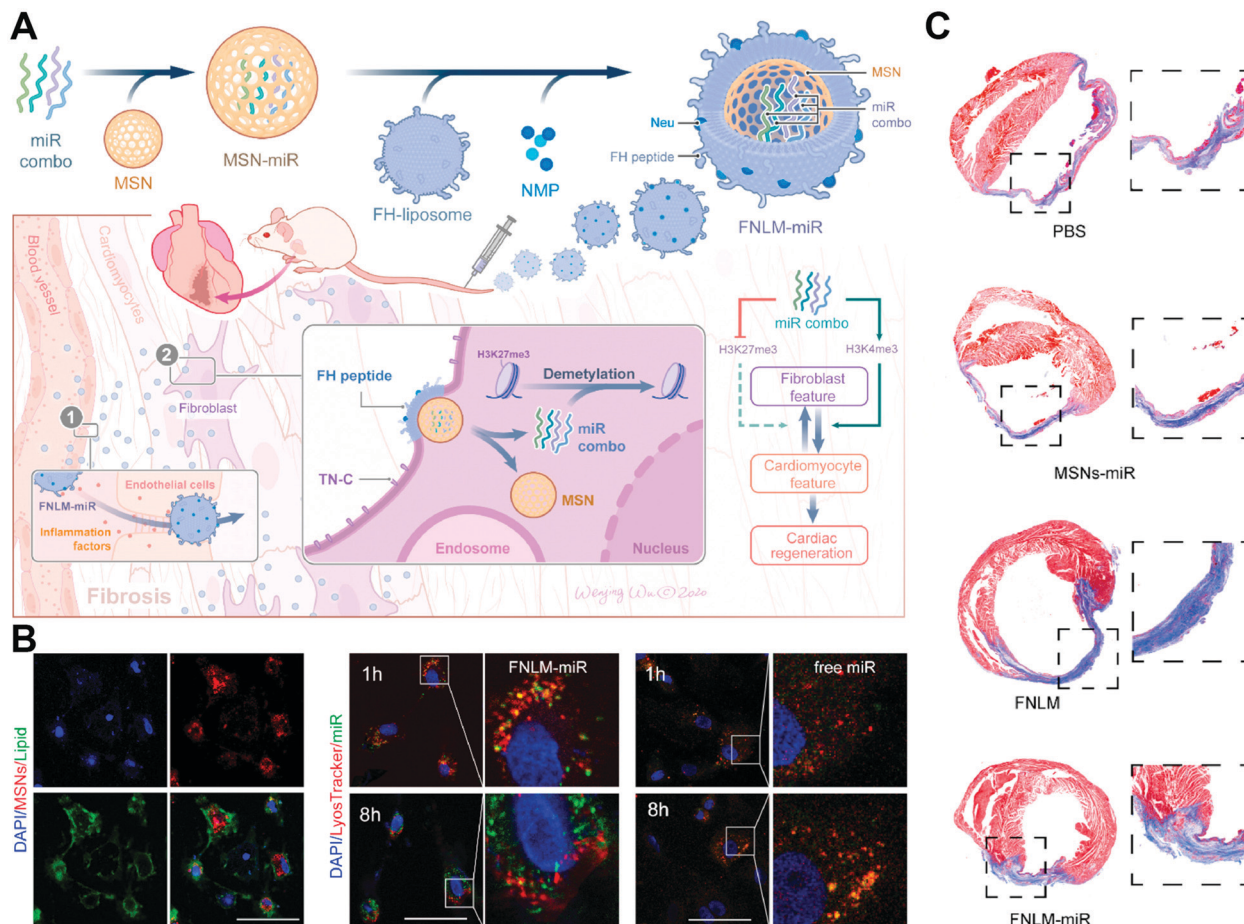 A
miR
combo
MSN
MSN-miR
FH-liposome
NMP
Neu
FH peptide
MSN
miR
combo
FNLM-miR
Blood vessel
Cardiomyocytes
2
Fibroblast
1
FNLM-miR
Endothelial cells
Inflammation
factors
Fibrosis
FH peptide
TN-C
H3K27me3
Demetylation
miR
combo
MSN
Endosome
Nucleus
miR combo
H3K27me3
H3K4me3
Fibroblast
feature
Cardiomyocyte
feature
Cardiac
regeneration
Wenjing Wu © 2020
B
DAPI/MSNs/Lipid
DAPI/LyosTracker/miR
1h
FNLM-miR
8h
1h
free miR
8h
C
PBS
MSNs-miR
FNLM
FNLM-miR